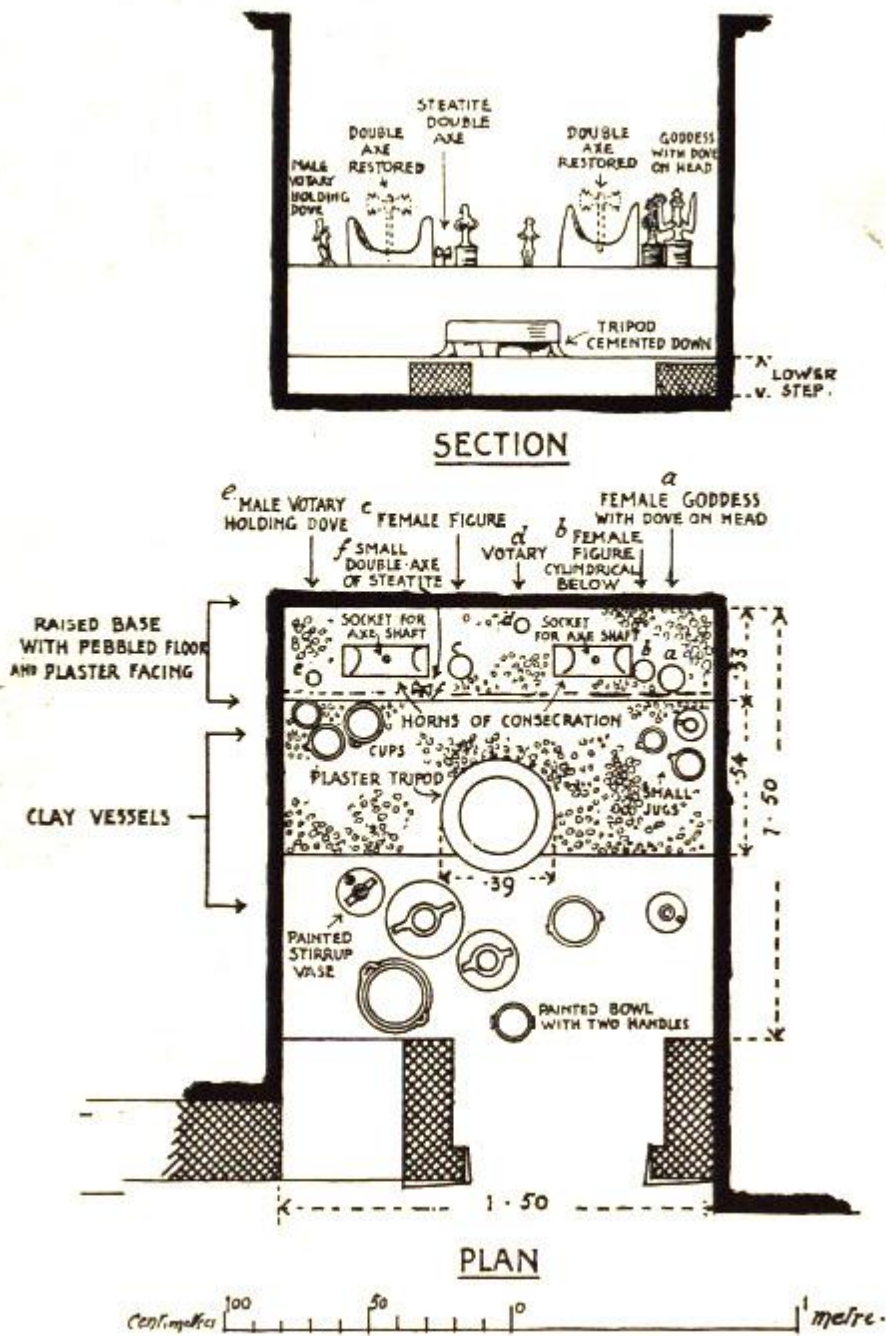 STEATITE
DOUBLE
AXE
DOUBLE
AXE
RESTORED
DOUBLE
AXE
RESTORED
GODDESS
WITH DOVE
ON HEAD
MALE
VOTARY
HOLDING
DOVE
TRIPOD
CEMENTED DOWN
LOWER
STEP.
SECTION
e. MALE VOTARY
HOLDING DOVE
c FEMALE FIGURE
f SMALL
DOUBLE-AXE
OF STEATITE
d
VOTARY
b FEMALE
FIGURE
CYLINDRICAL
BELOW
a
FEMALE GODDESS
WITH DOVE ON HEAD
RAISED BASE
WITH PEBBLED FLOOR
AND PLASTER FACING
SOCKET FOR
AXE SHAFT
SOCKET
FOR AXE SHAFT
e
c
d
b
a
f
HORNS OF CONSECRATION
CUPS
PLASTER TRIPOD
SMALL
JUGS
CLAY VESSELS
.33
.54
1.50
.39
PAINTED
STIRRUP
VASE
PAINTED BOWL
WITH TWO HANDLES
1.50
PLAN
Centimetres 100 50 0 1 metre.